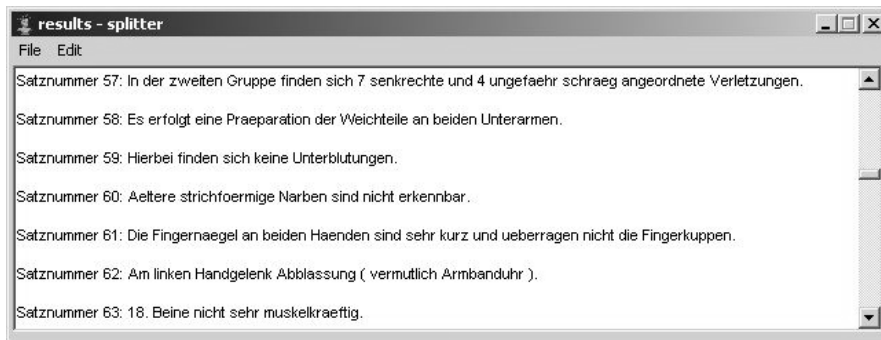 results - splitter
File Edit
Satznummer 57: In der zweiten Gruppe finden sich 7 senkrechte und 4 ungefaehr schraeg angeordnete Verletzungen.
Satznummer 58: Es erfolgt eine Praeparation der Weichteile an beiden Unterarmen.
Satznummer 59: Hierbei finden sich keine Unterblutungen.
Satznummer 60: Aeltere strichfoermige Narben sind nicht erkennbar.
Satznummer 61: Die Fingernaegel an beiden Haenden sind sehr kurz und ueberragen nicht die Fingerkuppen.
Satznummer 62: Am linken Handgelenk Abblassung ( vermutlich Armbanduhr ).
Satznummer 63: 18. Beine nicht sehr muskelkraeftig.